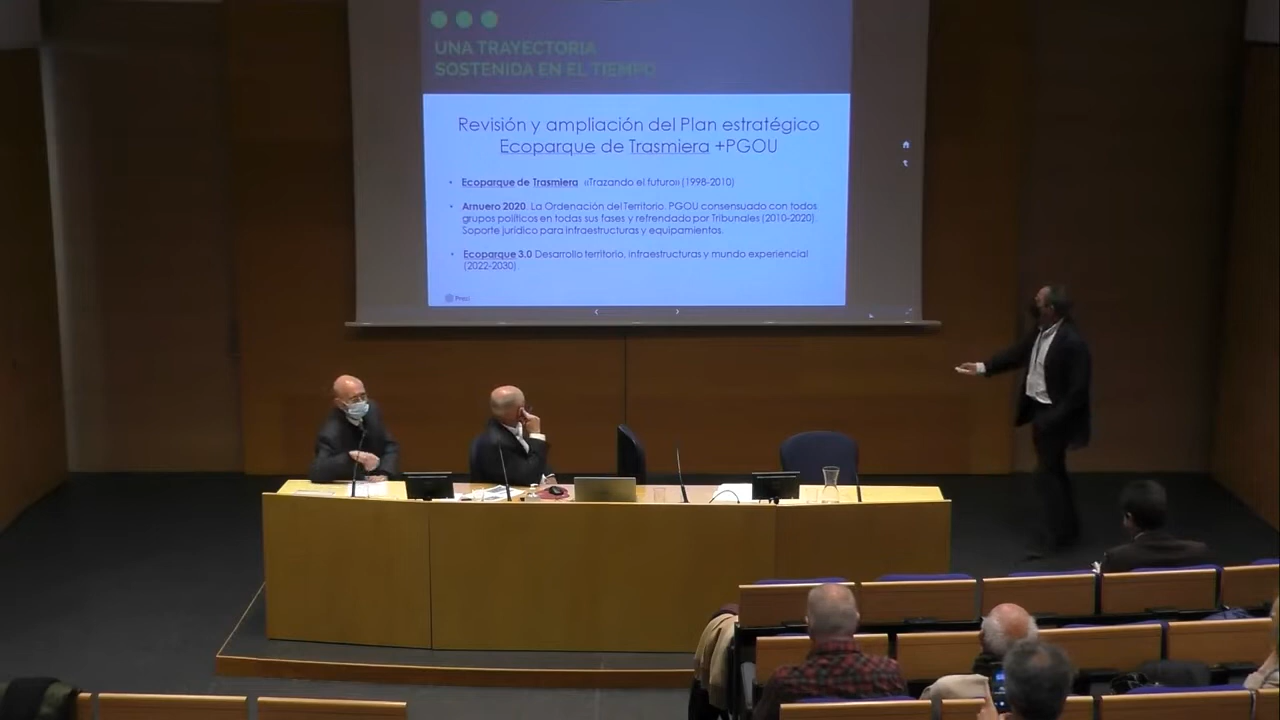 UNA TRAYECTORIA
SOSTENIDA EN EL TIEMPO
Revisión y ampliación del Plan estratégico
Ecoparque de Trasmiera +PGOU
• Ecoparque de Trasmiera «Trazando el futuro» (1998-2010)
• Arnuero 2020. La Ordenación del Territorio. PGOU consensuado con todos
grupos políticos en todas sus fases y refrendado por Tribunales (2010-2020).
Soporte jurídico para infraestructuras y equipamientos.
• Ecoparque 3.0 Desarrollo territorio, infraestructuras y mundo experiencial
(2022-2030).
Prezi